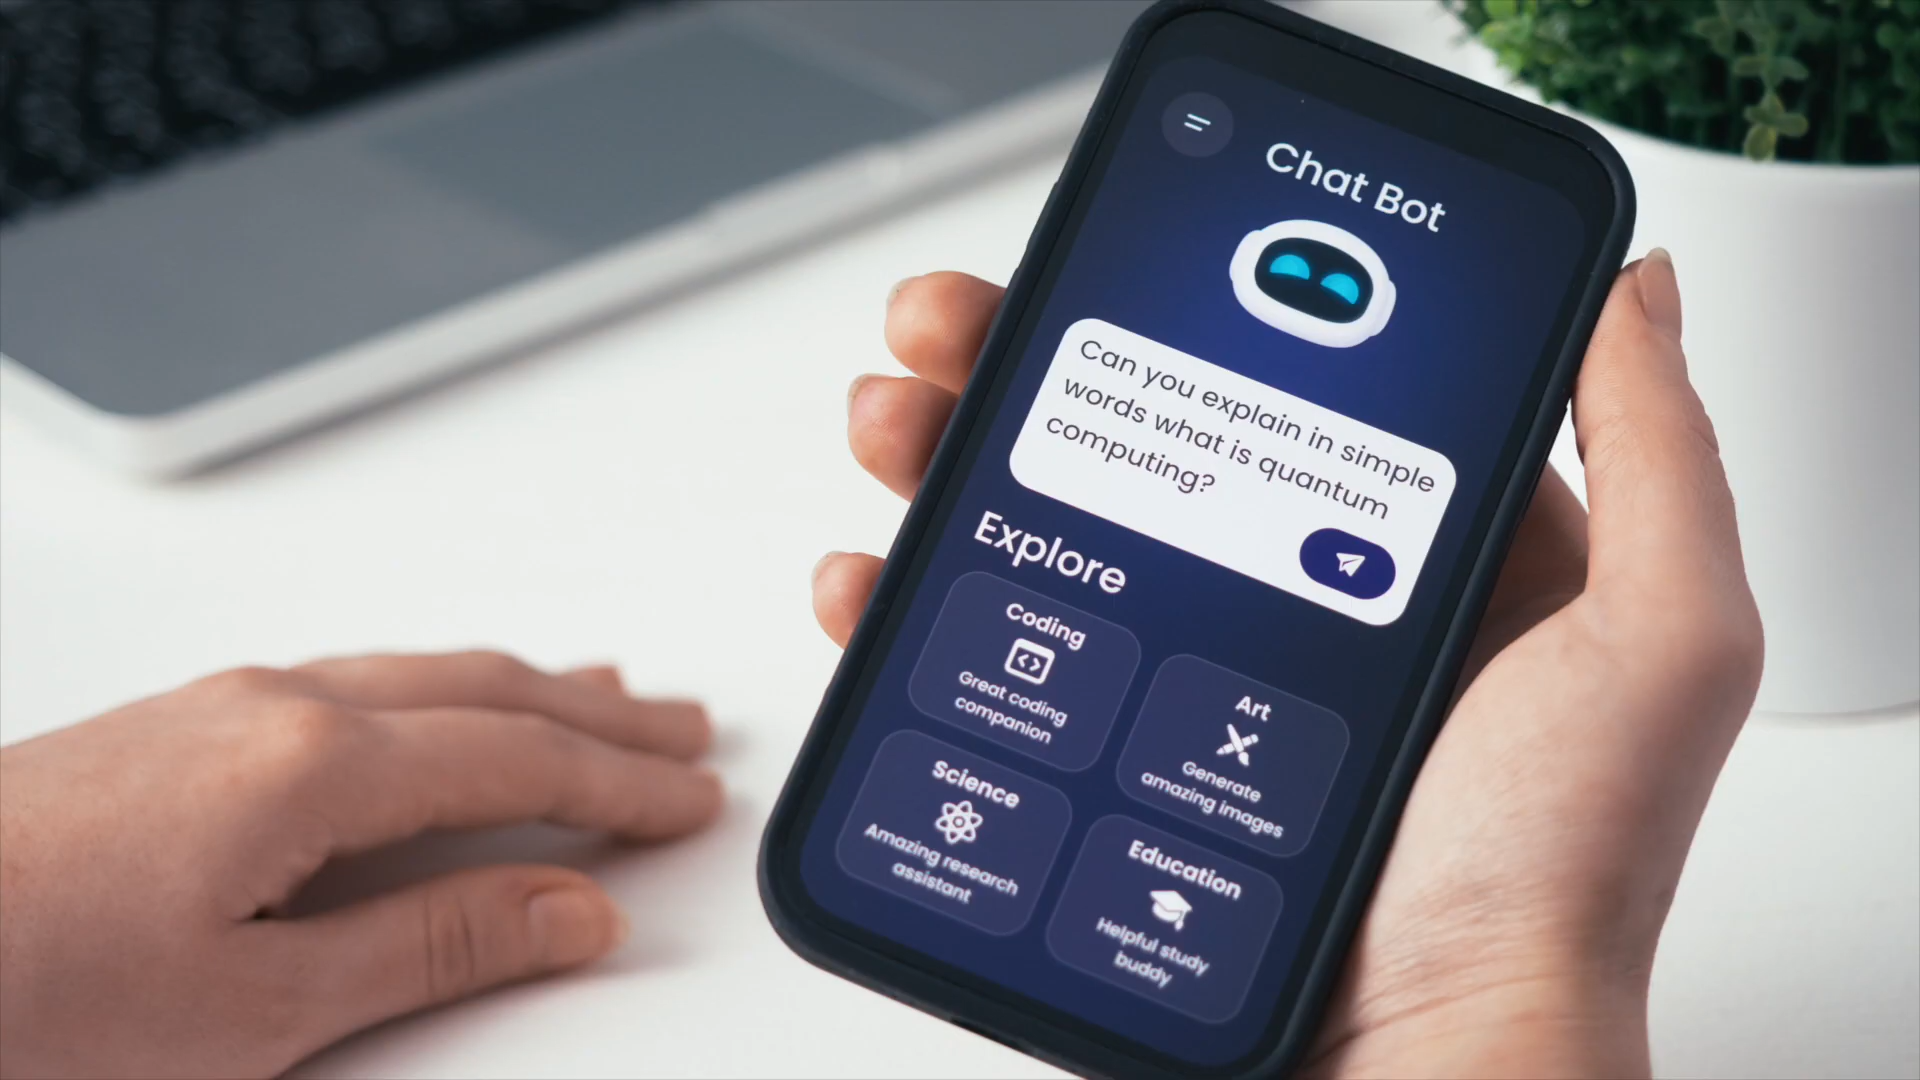 Chat Bot
Can you explain in simple
words what is quantum
computing?
Explore
Coding
Great coding
companion
Art
Generate
amazing images
Science
Amazing research
assistant
Education
Helpful study
buddy